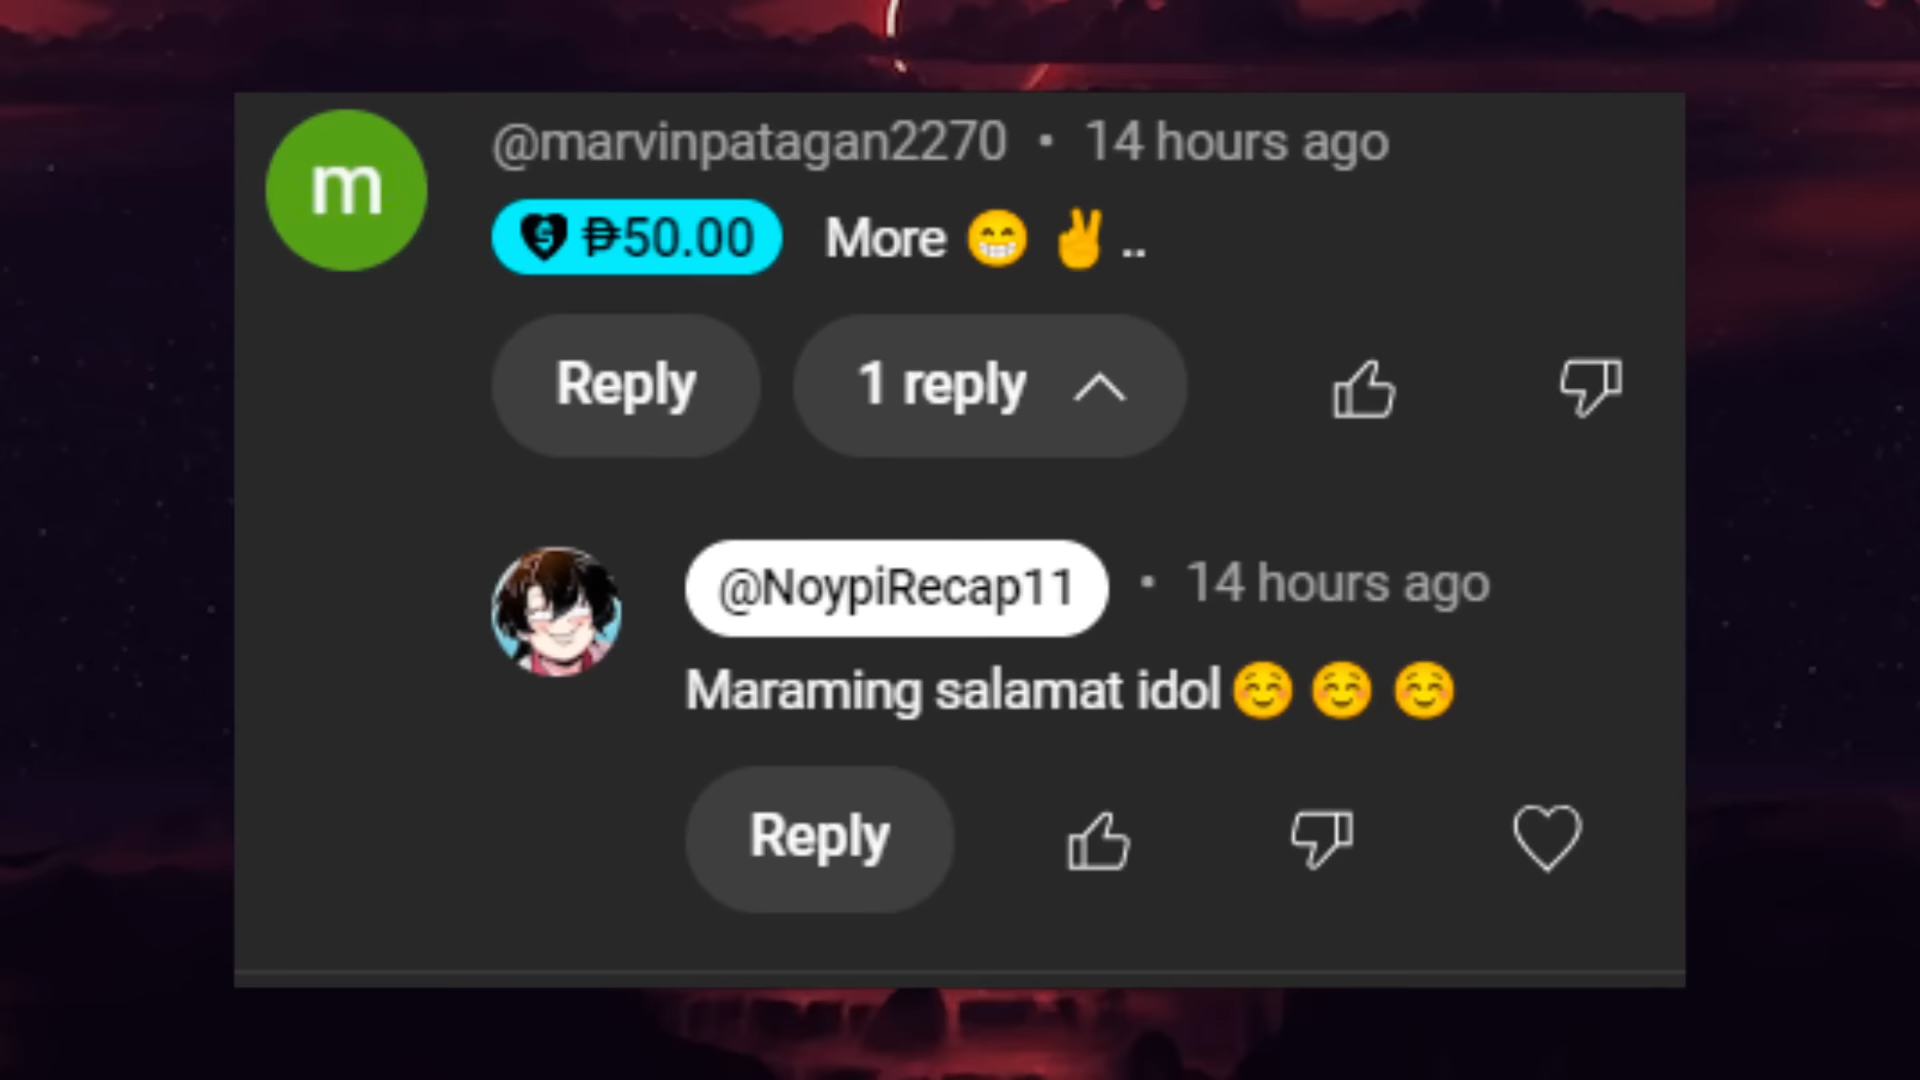 m
@marvinpatagan2270 • 14 hours ago
₱50.00 More 😁 ✌️ ..
Reply 1 reply
@NoypiRecap11 • 14 hours ago
Maraming salamat idol ☺️ ☺️ ☺️
Reply